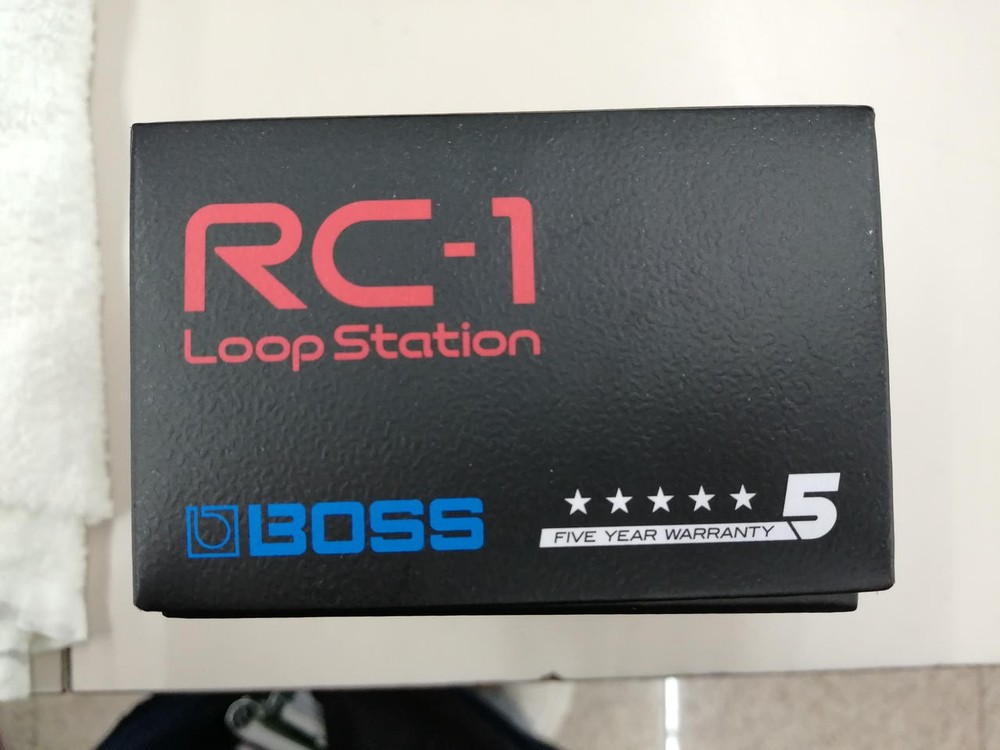 RC-1
Loop Station
BOSS
FIVE YEAR WARRANTY 5